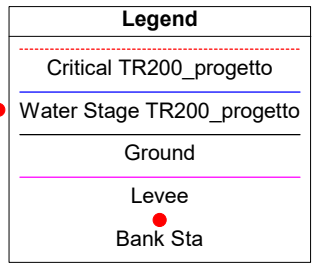 Legend
Critical TR200_progetto
Water Stage TR200_progetto
Ground
Levee
Bank Sta